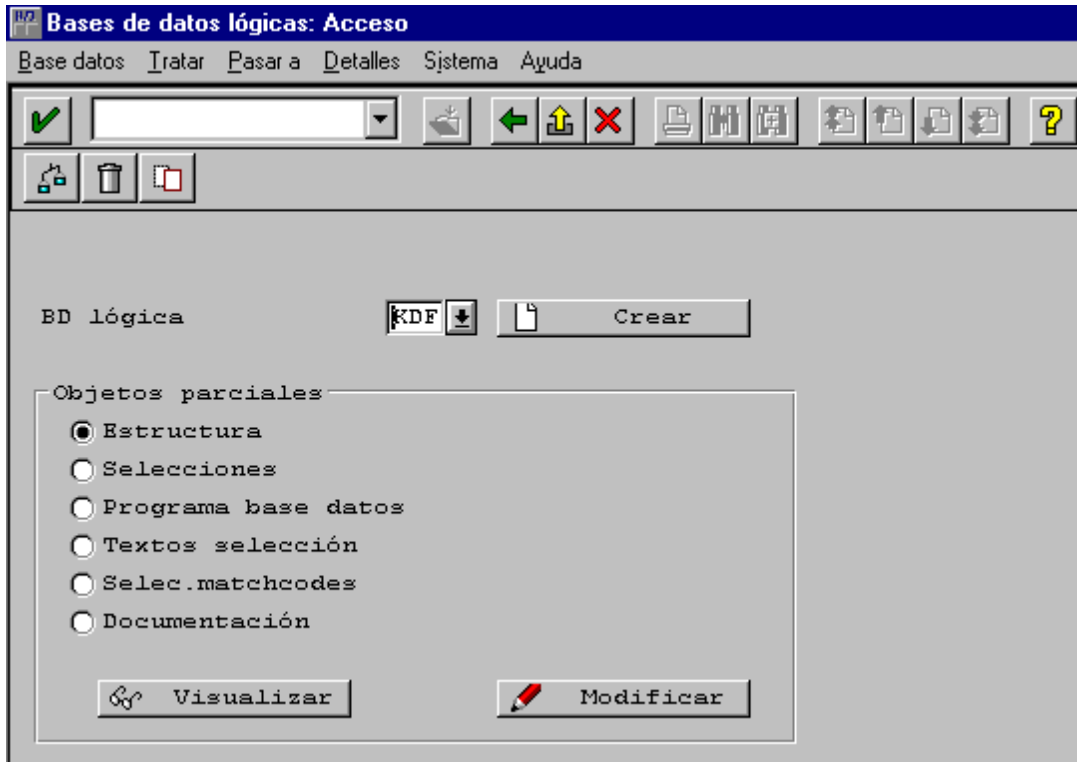 Bases de datos lógicas: Acceso
Base datos Tratar Pasar a Detalles Sistema Ayuda
BD lógica KDF Crear
Objetos parciales
Estructura
Selecciones
Programa base datos
Textos selección
Selec.matchcodes
Documentación
Visualizar Modificar